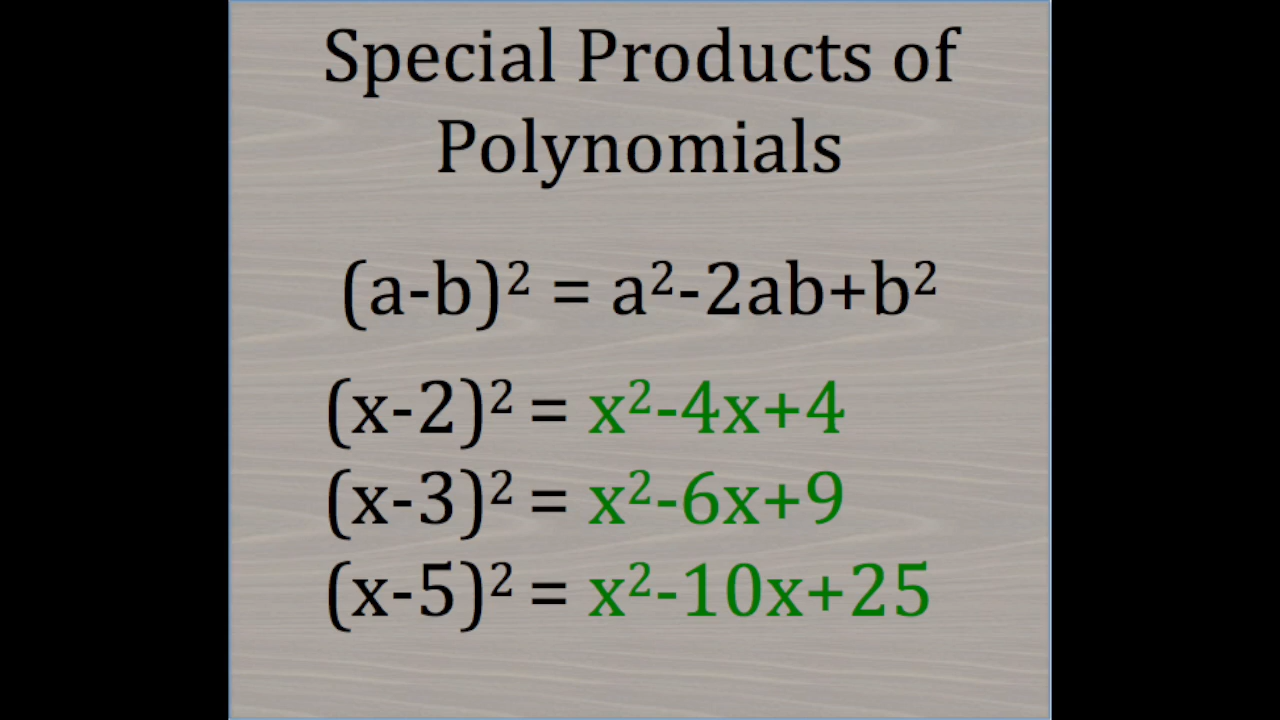 Special Products of
Polynomials
(a-b)² = a²-2ab+b²
(x-2)² = x²-4x+4
(x-3)² = x²-6x+9
(x-5)² = x²-10x+25